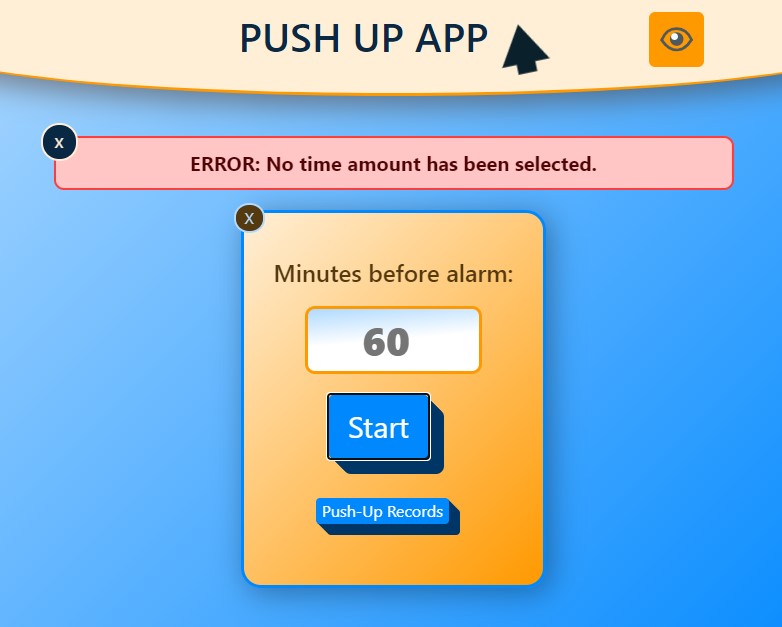 PUSH UP APP
x
ERROR: No time amount has been selected.
X
Minutes before alarm:
60
Start
Push-Up Records